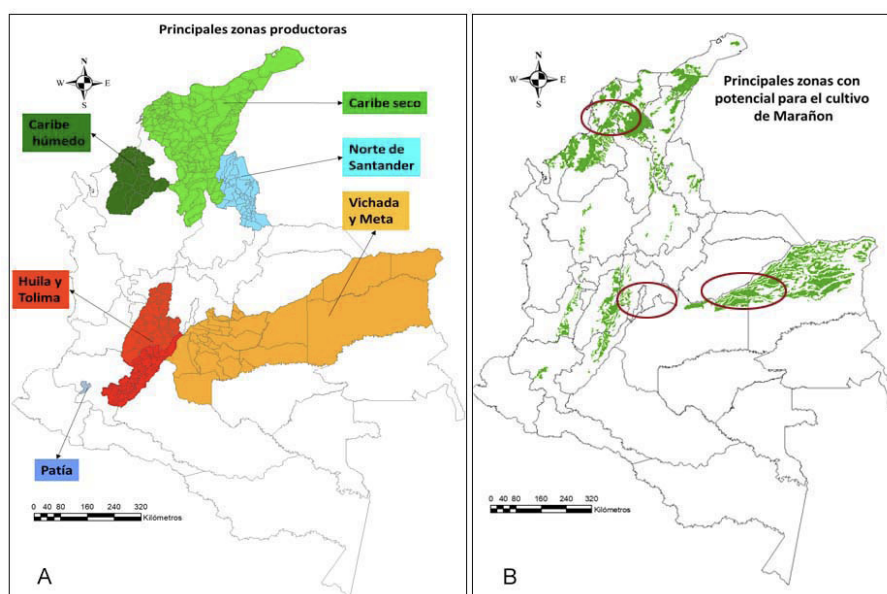 Principales zonas productoras
N
W E
S
Caribe seco
Caribe
húmedo
Norte de
Santander
Vichada
y Meta
Huila y
Tolima
Patía
0 40 80 160 240 320
Kilómetros
A
N
W E
S
Principales zonas con
potencial para el cultivo
de Marañon
0 40 80 160 240 320
Kilómetros
B